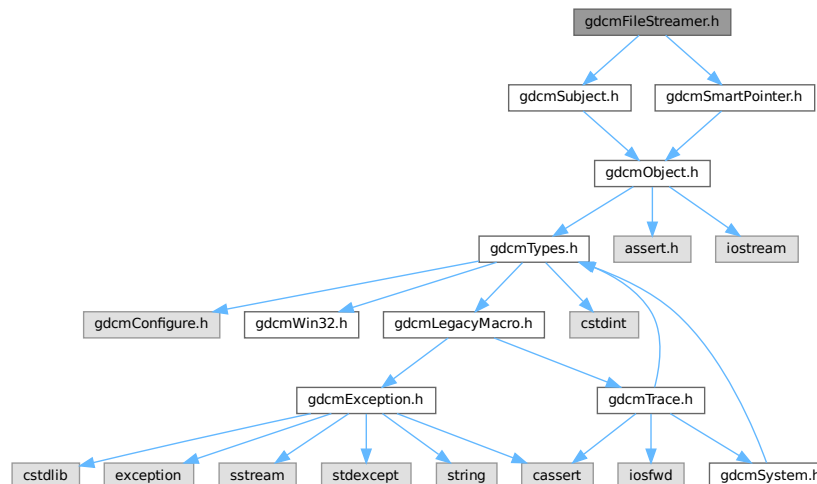 gdcmFileStreamer.h
gdcmSubject.h
gdcmSmartPointer.h
gdcmObject.h
gdcmTypes.h
assert.h
iostream
gdcmConfigure.h
gdcmWin32.h
gdcmLegacyMacro.h
cstdint
gdcmException.h
gdcmTrace.h
cstdlib
exception
sstream
stdexcept
string
cassert
iosfwd
gdcmSystem.h